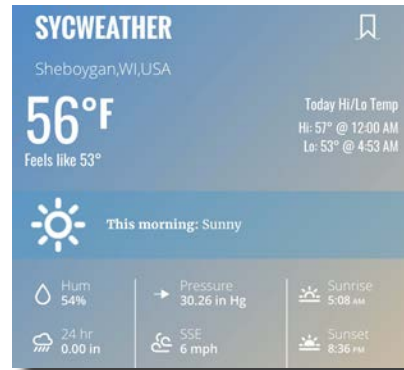 SYCWEATHER
Sheboygan,WI,USA
56°F
Feels like 53°
Today Hi/Lo Temp
Hi: 57° @ 12:00 AM
Lo: 53° @ 4:53 AM
This morning: Sunny
Hum
54%
Pressure
30.26 in Hg
Sunrise
5:08 AM
24 hr
0.00 in
SSE
6 mph
Sunset
8:36 PM